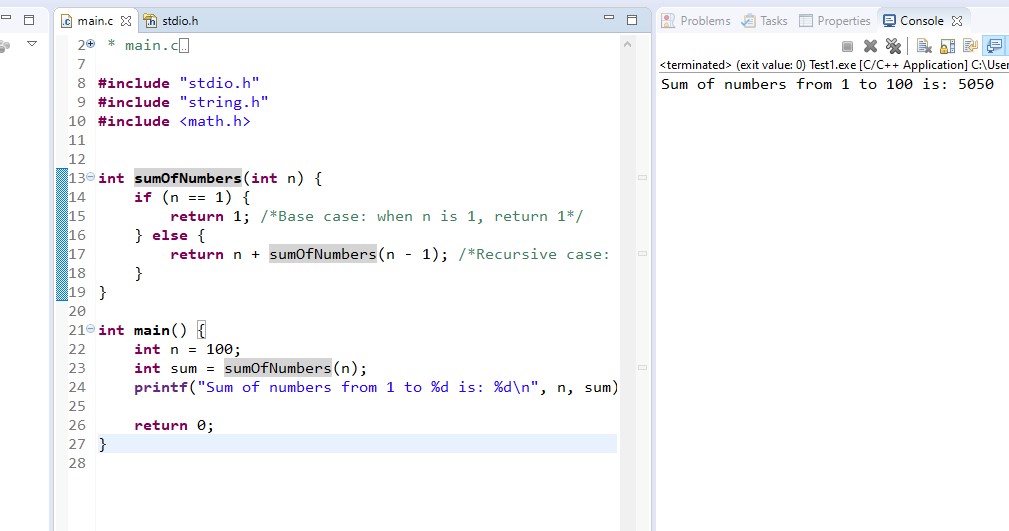 main.c stdio.h
2 * main.c
7
8 #include "stdio.h"
9 #include "string.h"
10 #include <math.h>
11
12
13 int sumOfNumbers(int n) {
14     if (n == 1) {
15         return 1; /*Base case: when n is 1, return 1*/
16     } else {
17         return n + sumOfNumbers(n - 1); /*Recursive case:
18     }
19 }
20
21 int main() {
22     int n = 100;
23     int sum = sumOfNumbers(n);
24     printf("Sum of numbers from 1 to %d is: %d\n", n, sum)
25
26     return 0;
27 }
28
Problems Tasks Properties Console
<terminated> (exit value: 0) Test1.exe [C/C++ Application] C:\User
Sum of numbers from 1 to 100 is: 5050